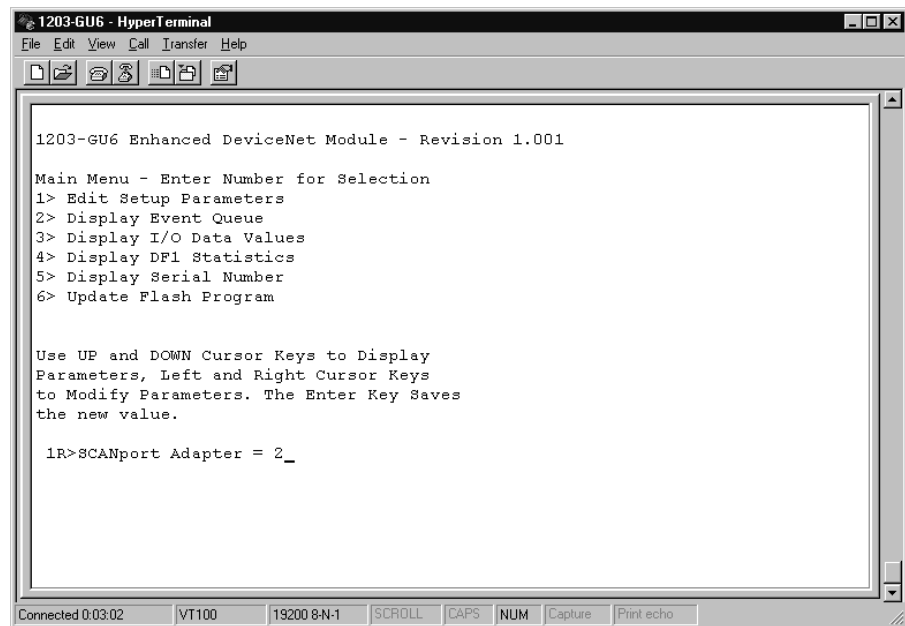 1203-GU6 - HyperTerminal
File Edit View Call Transfer Help
1203-GU6 Enhanced DeviceNet Module - Revision 1.001
Main Menu - Enter Number for Selection
1> Edit Setup Parameters
2> Display Event Queue
3> Display I/O Data Values
4> Display DF1 Statistics
5> Display Serial Number
6> Update Flash Program
Use UP and DOWN Cursor Keys to Display
Parameters, Left and Right Cursor Keys
to Modify Parameters. The Enter Key Saves
the new value.
1R>SCANport Adapter = 2_
Connected 0:03:02 VT100 19200 8-N-1 SCROLL CAPS NUM Capture Print echo